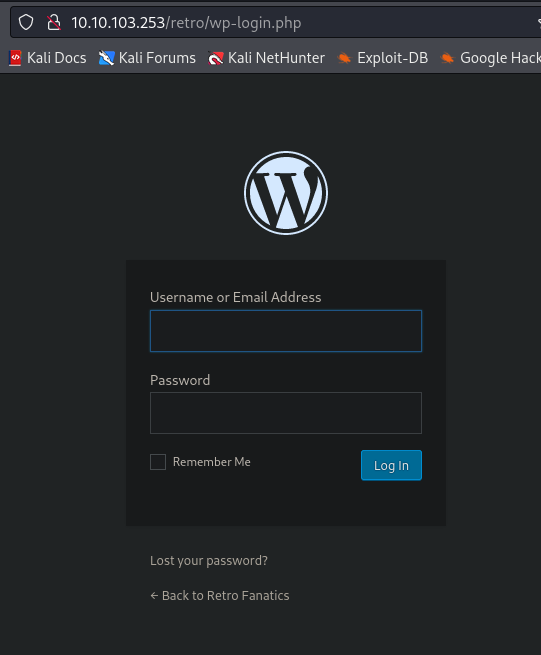 10.10.103.253/retro/wp-login.php
Kali Docs Kali Forums Kali NetHunter Exploit-DB Google Hack
Username or Email Address
Password
Remember Me Log In
Lost your password?
← Back to Retro Fanatics